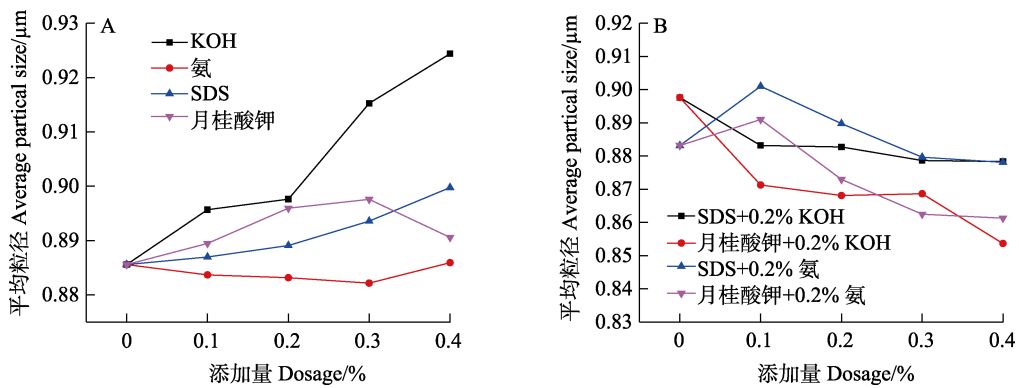 A
KOH
氨
SDS
月桂酸钾
0.93
0.92
0.91
0.90
0.89
0.88
平均粒径 Average partical size/μm
0 0.1 0.2 0.3 0.4
添加量 Dosage/%
B
0.92
0.91
0.90
0.89
0.88
0.87
0.86
0.85
0.84
0.83
平均粒径 Average partical size/μm
SDS+0.2% KOH
月桂酸钾+0.2% KOH
SDS+0.2% 氨
月桂酸钾+0.2% 氨
0 0.1 0.2 0.3 0.4
添加量 Dosage/%